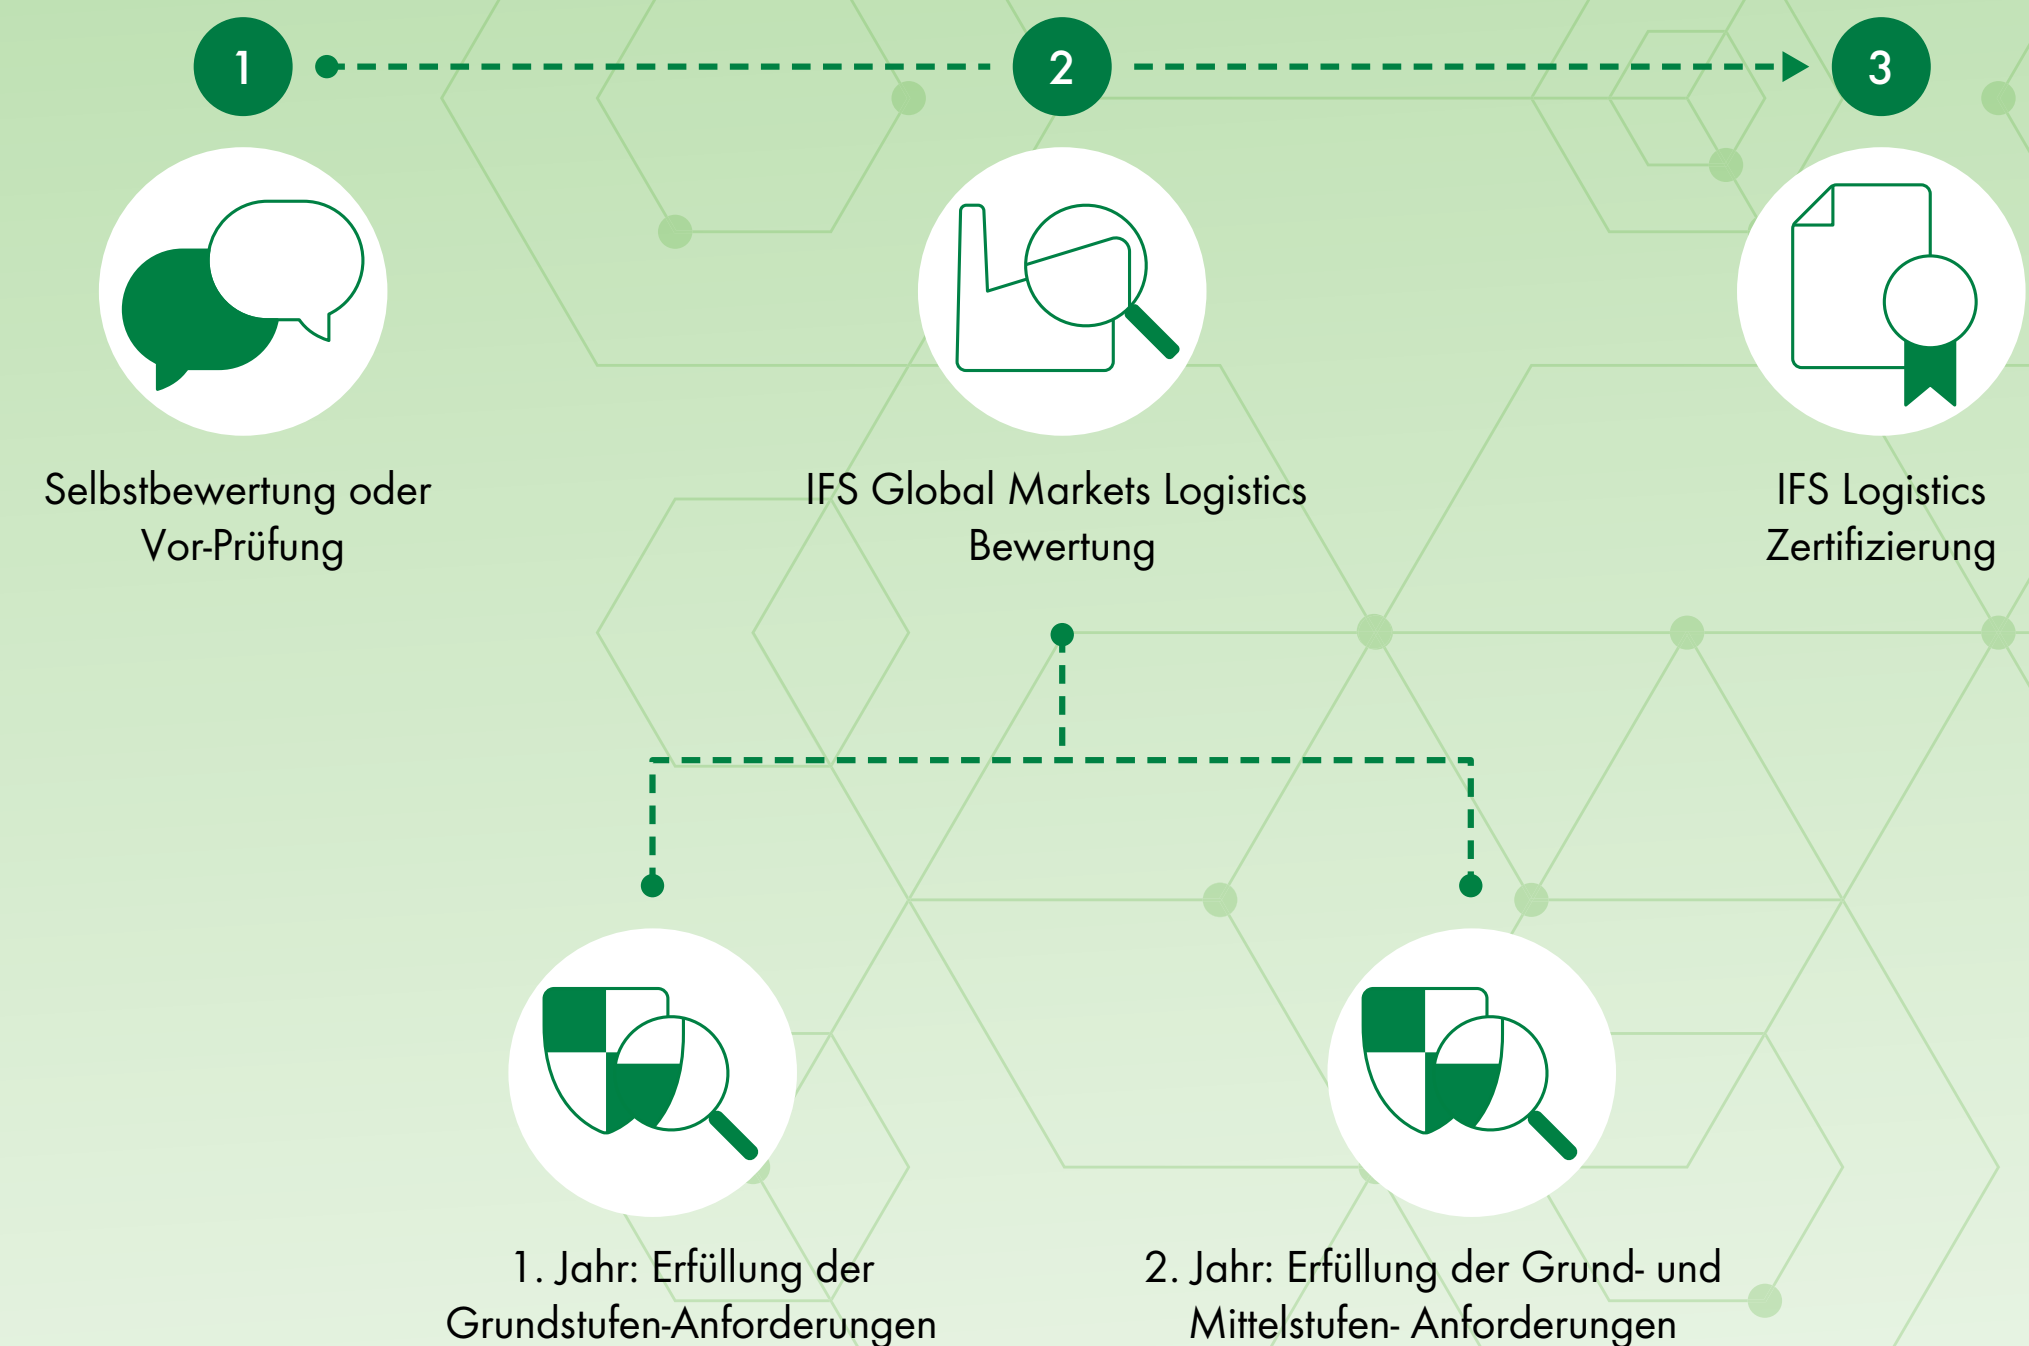 1
2
3
Selbstbewertung oder
Vor-Prüfung
IFS Global Markets Logistics
Bewertung
IFS Logistics
Zertifizierung
1. Jahr: Erfüllung der
Grundstufen-Anforderungen
2. Jahr: Erfüllung der Grund- und
Mittelstufen- Anforderungen